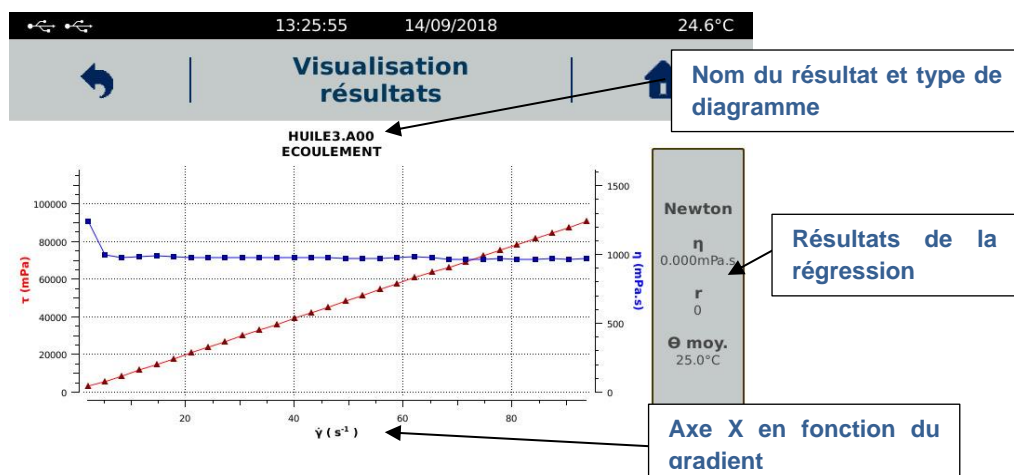 13:25:55 14/09/2018 24.6°C
Visualisation
résultats
Nom du résultat et type de
diagramme
HUILE3.A00
ECOULEMENT
τ (mPa)
100000
80000
60000
40000
20000
0
20 40 60 80
γ̇ ( s⁻¹ )
1500
1000
500
0
η (mPa.s)
Newton
η
0.000mPa.s
r
0
Θ moy.
25.0°C
Résultats de la
régression
Axe X en fonction du
gradient